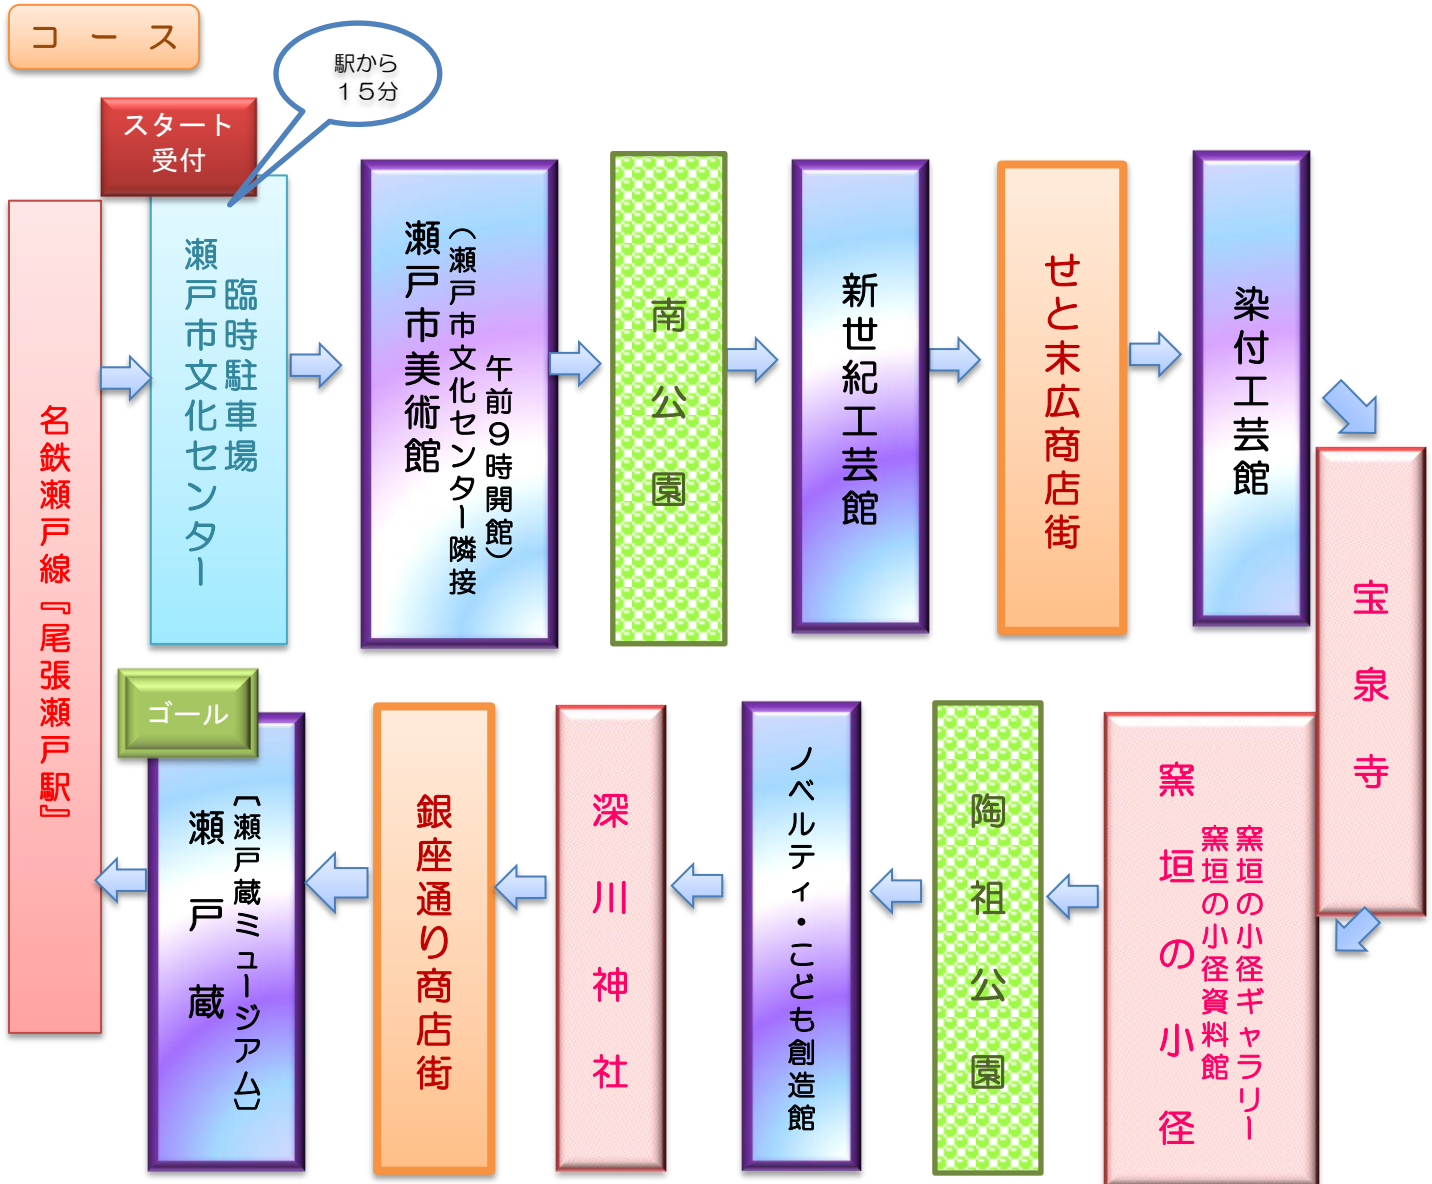 コース
駅から
１５分
スタート
受付
名鉄瀬戸線『尾張瀬戸駅』
臨時駐車場
瀬戸市文化センター
午前９時開館）
（瀬戸市文化センター隣接
瀬戸市美術館
南公園
新世紀工芸館
せと末広商店街
染付工芸館
宝泉寺
窯垣の小径ギャラリー
窯垣の小径資料館
窯垣の小径
陶祖公園
ノベルティ・こども創造館
深川神社
銀座通り商店街
ゴール
〔瀬戸蔵ミュージアム〕
瀬戸蔵